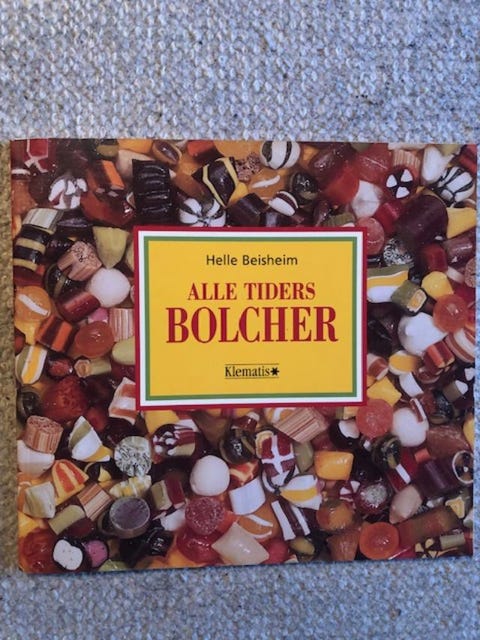 Helle Beisheim
ALLE TIDERS
BOLCHER
Klematis